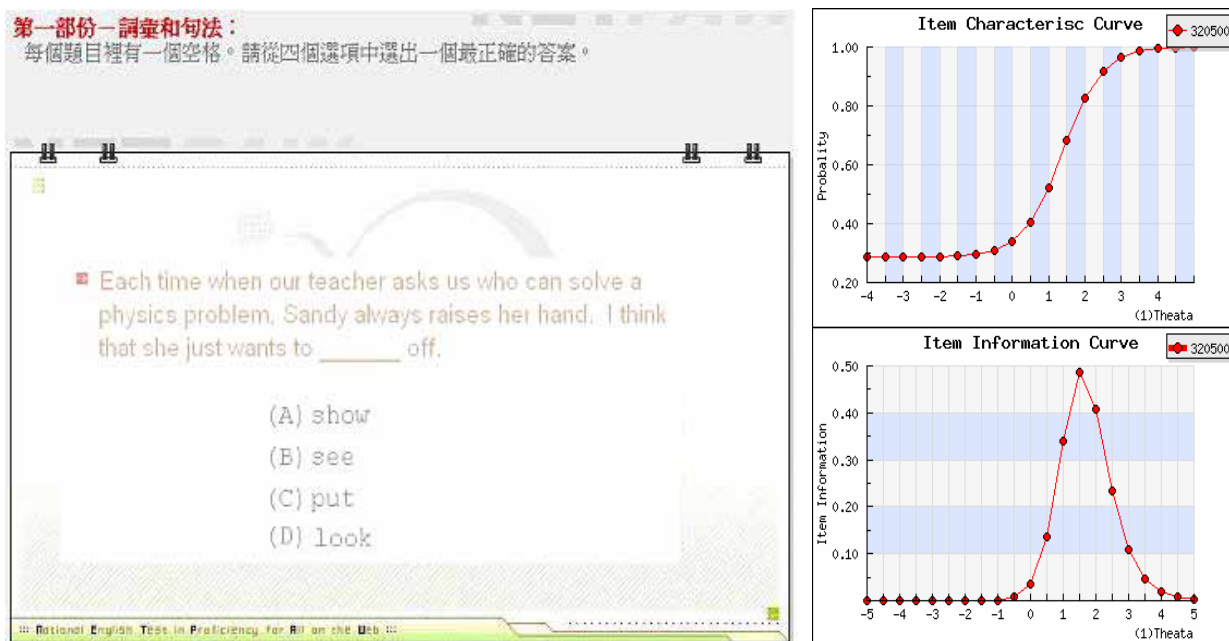 第一部份－詞彙和句法：
每個題目裡有一個空格。請從四個選項中選出一個最正確的答案。
Each time when our teacher asks us who can solve a
physics problem, Sandy always raises her hand. I think
that she just wants to ______ off.
(A) show
(B) see
(C) put
(D) look
::: National English Test in Proficiency for All on the Web :::
Item Characterisc Curve
320500
1.00
0.80
0.60
0.40
0.20
Probality
-4 -3 -2 -1 0 1 2 3 4
(1)Theata
Item Information Curve
320500
0.50
0.40
0.30
0.20
0.10
Item Information
-5 -4 -3 -2 -1 0 1 2 3 4 5
(1)Theata